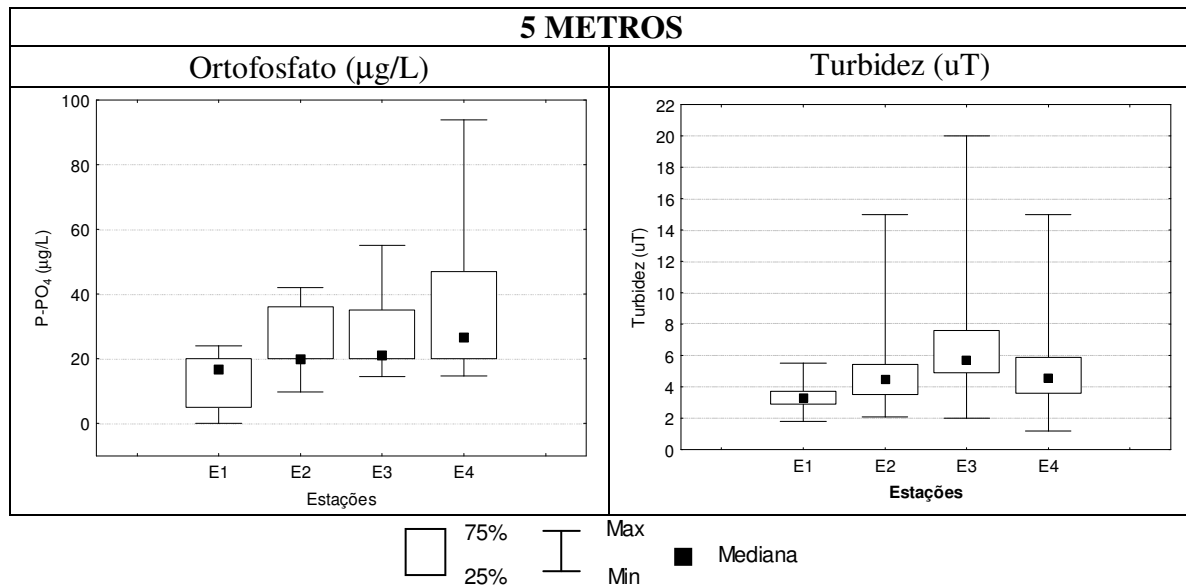 5 METROS
Ortofosfato (µg/L)
Turbidez (uT)
100
80
60
40
20
0
P-PO₄ (µg/L)
E1 E2 E3 E4
Estações
22
20
18
16
14
12
10
8
6
4
2
0
Turbidez (uT)
E1 E2 E3 E4
Estações
75%
25%
Max
Min
Mediana